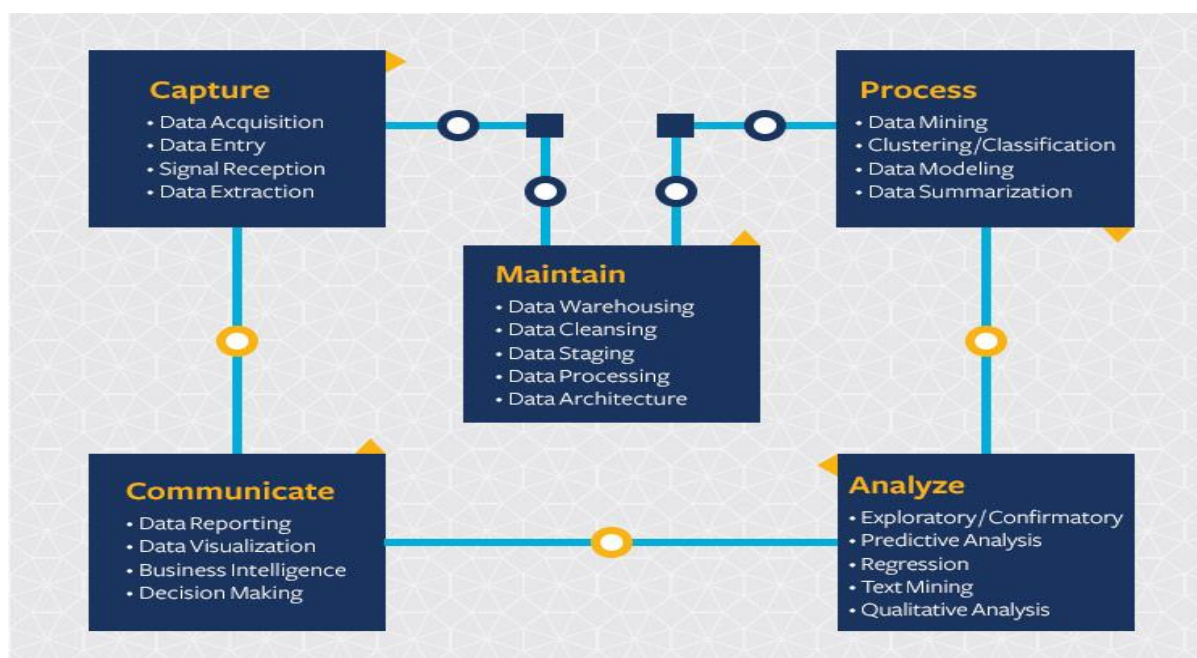 Capture
• Data Acquisition
• Data Entry
• Signal Reception
• Data Extraction
Process
• Data Mining
• Clustering/Classification
• Data Modeling
• Data Summarization
Maintain
• Data Warehousing
• Data Cleansing
• Data Staging
• Data Processing
• Data Architecture
Communicate
• Data Reporting
• Data Visualization
• Business Intelligence
• Decision Making
Analyze
• Exploratory/Confirmatory
• Predictive Analysis
• Regression
• Text Mining
• Qualitative Analysis